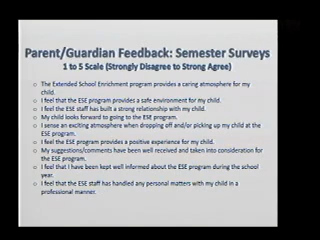 Parent/Guardian Feedback: Semester Surveys
1 to 5 Scale (Strongly Disagree to Strong Agree)
o The Extended School Enrichment program provides a caring atmosphere for my
child.
o I feel that the ESE program provides a safe environment for my child.
o I feel the ESE staff has built a strong relationship with my child.
o My child looks forward to going to the ESE program.
o I sense an exciting atmosphere when dropping off and/or picking up my child at the
ESE program.
o I feel the ESE program provides a positive experience for my child.
o My suggestions/comments have been well received and taken into consideration for
the ESE program.
o I feel that I have been kept well informed about the ESE program during the school
year.
o I feel that the ESE staff has handled any personal matters with my child in a
professional manner.